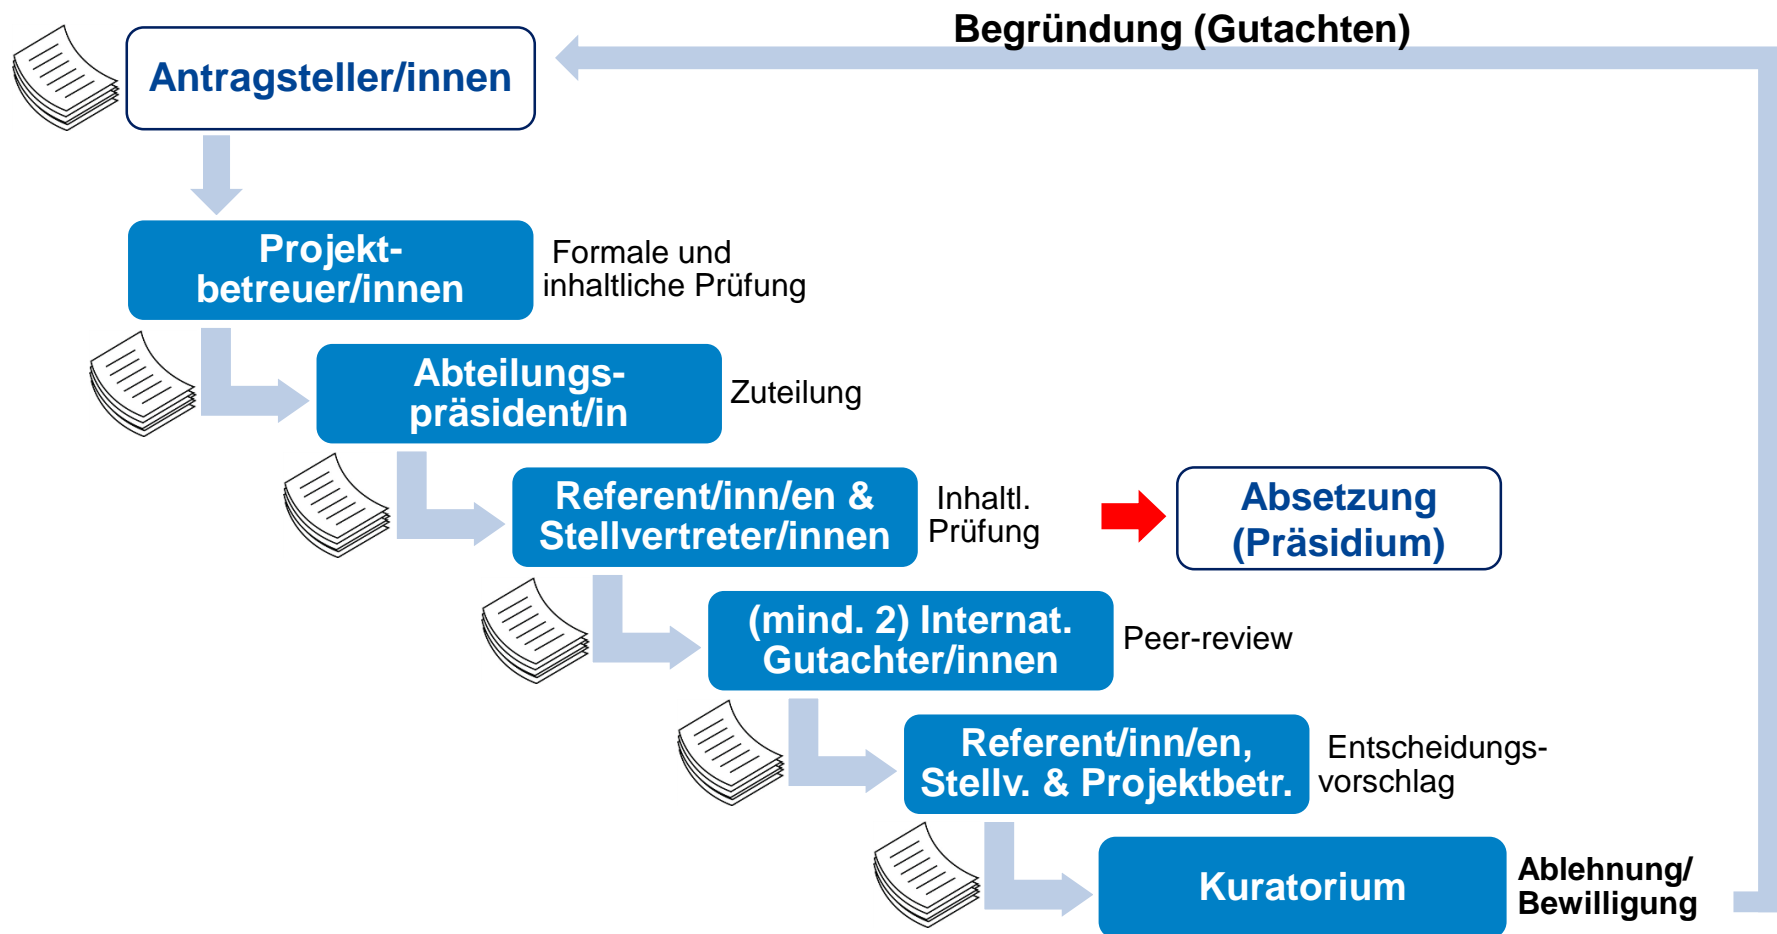 Begründung (Gutachten)
Antragsteller/innen
Projekt-
betreuer/innen
Formale und
inhaltliche Prüfung
Abteilungs-
präsident/in
Zuteilung
Referent/inn/en &
Stellvertreter/innen
Inhaltl.
Prüfung
Absetzung
(Präsidium)
(mind. 2) Internat.
Gutachter/innen
Peer-review
Referent/inn/en,
Stellv. & Projektbetr.
Entscheidungs-
vorschlag
Kuratorium
Ablehnung/
Bewilligung